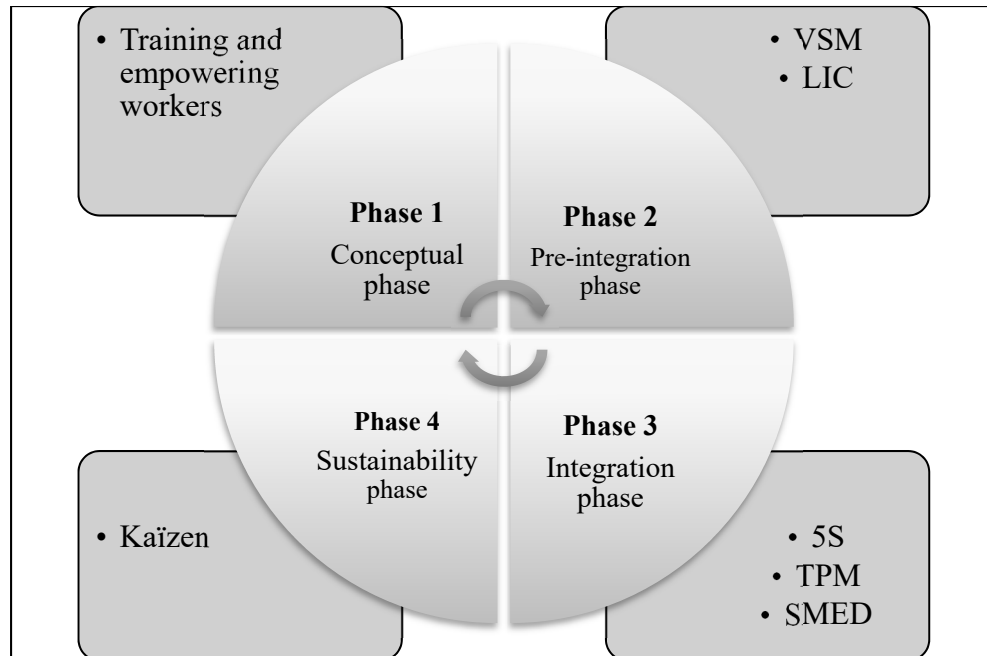 • Training and
empowering
workers
• VSM
• LIC
Phase 1
Conceptual
phase
Phase 2
Pre-integration
phase
Phase 4
Sustainability
phase
Phase 3
Integration
phase
• Kaïzen
• 5S
• TPM
• SMED